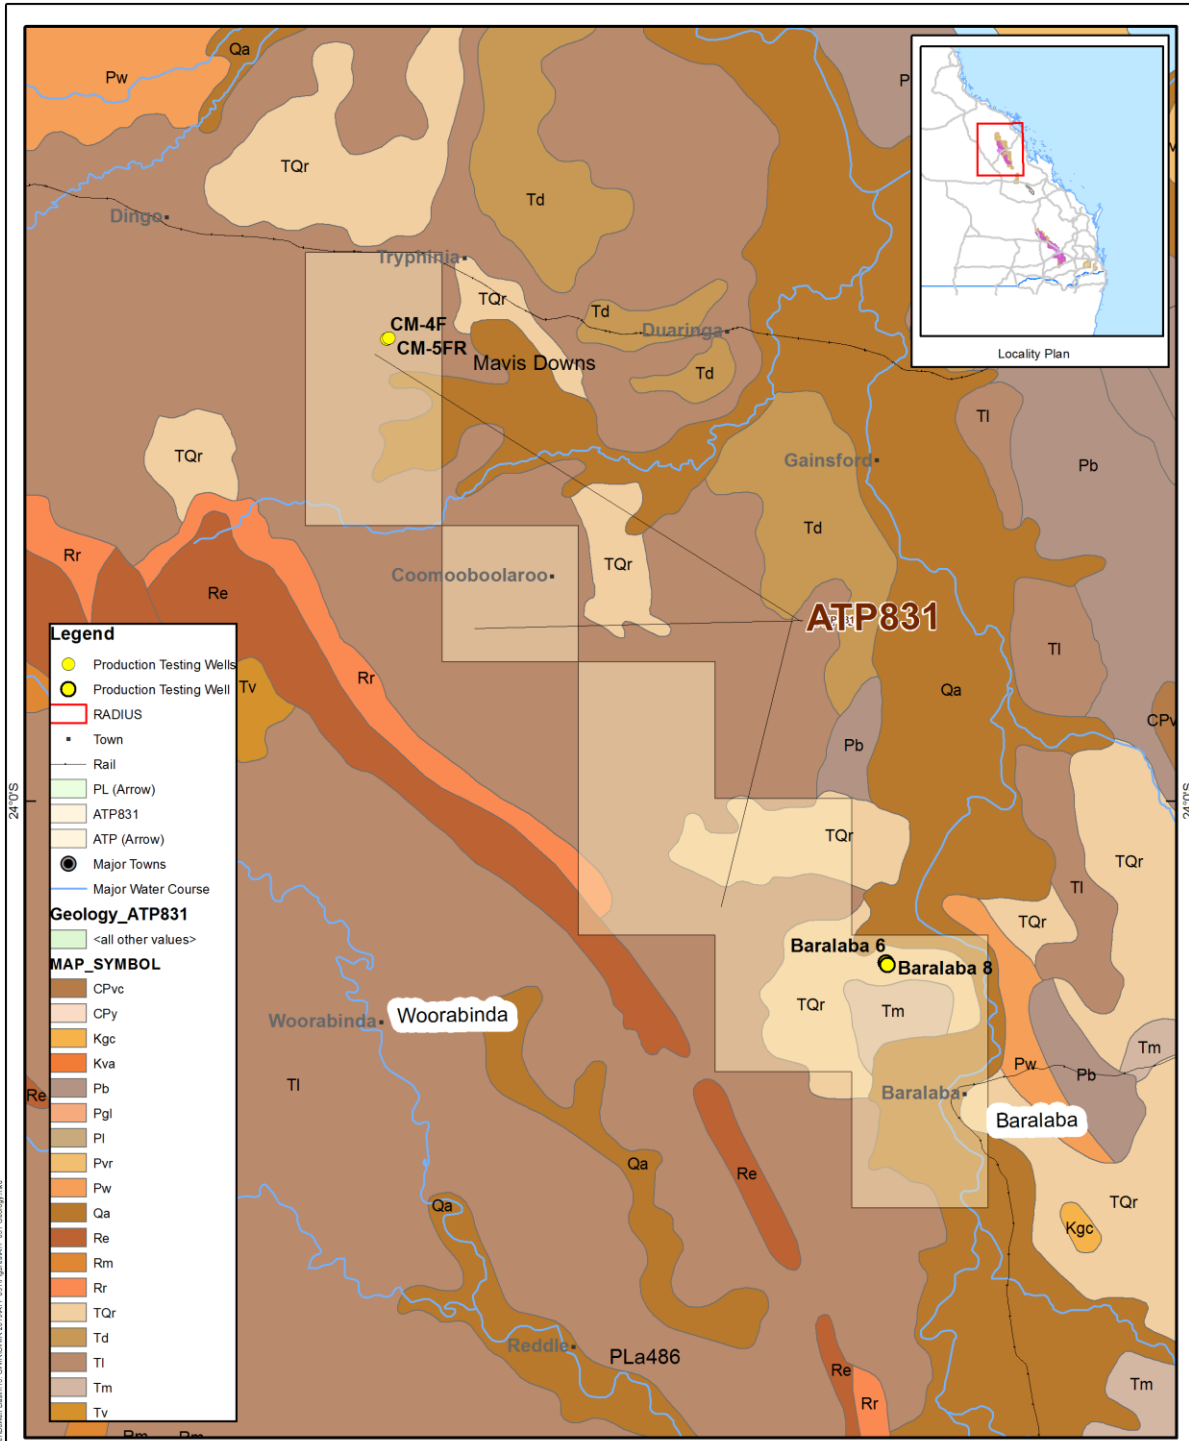 Qa
Pw
P
TQr
Td
Dingo
Tryphinia
TQr
Td
Duaringa
CM-4F
CM-5FR
Mavis Downs
Td
Locality Plan
Tl
TQr
Gainsford
Pb
Td
Rr
Coomooboolaroo
TQr
Re
ATP831
Tl
Rr
Tv
Qa
CPv
Pb
24°0'S
24°0'S
TQr
TQr
Tl
TQr
Baralaba 6
Baralaba 8
TQr
Tm
Woorabinda
Woorabinda
Tm
Pw
Pb
Tl
Re
Baralaba
Baralaba
Qa
Re
TQr
Qa
Kgc
Reddle
PLa486
Re
Rr
Tm
Rm
Rm
Legend
Production Testing Wells
Production Testing Well
RADIUS
Town
Rail
PL (Arrow)
ATP831
ATP (Arrow)
Major Towns
Major Water Course
Geology_ATP831
<all other values>
MAP_SYMBOL
CPvc
CPy
Kgc
Kva
Pb
Pgl
Pl
Pvr
Pw
Qa
Re
Rm
Rr
TQr
Td
Tl
Tm
Tv